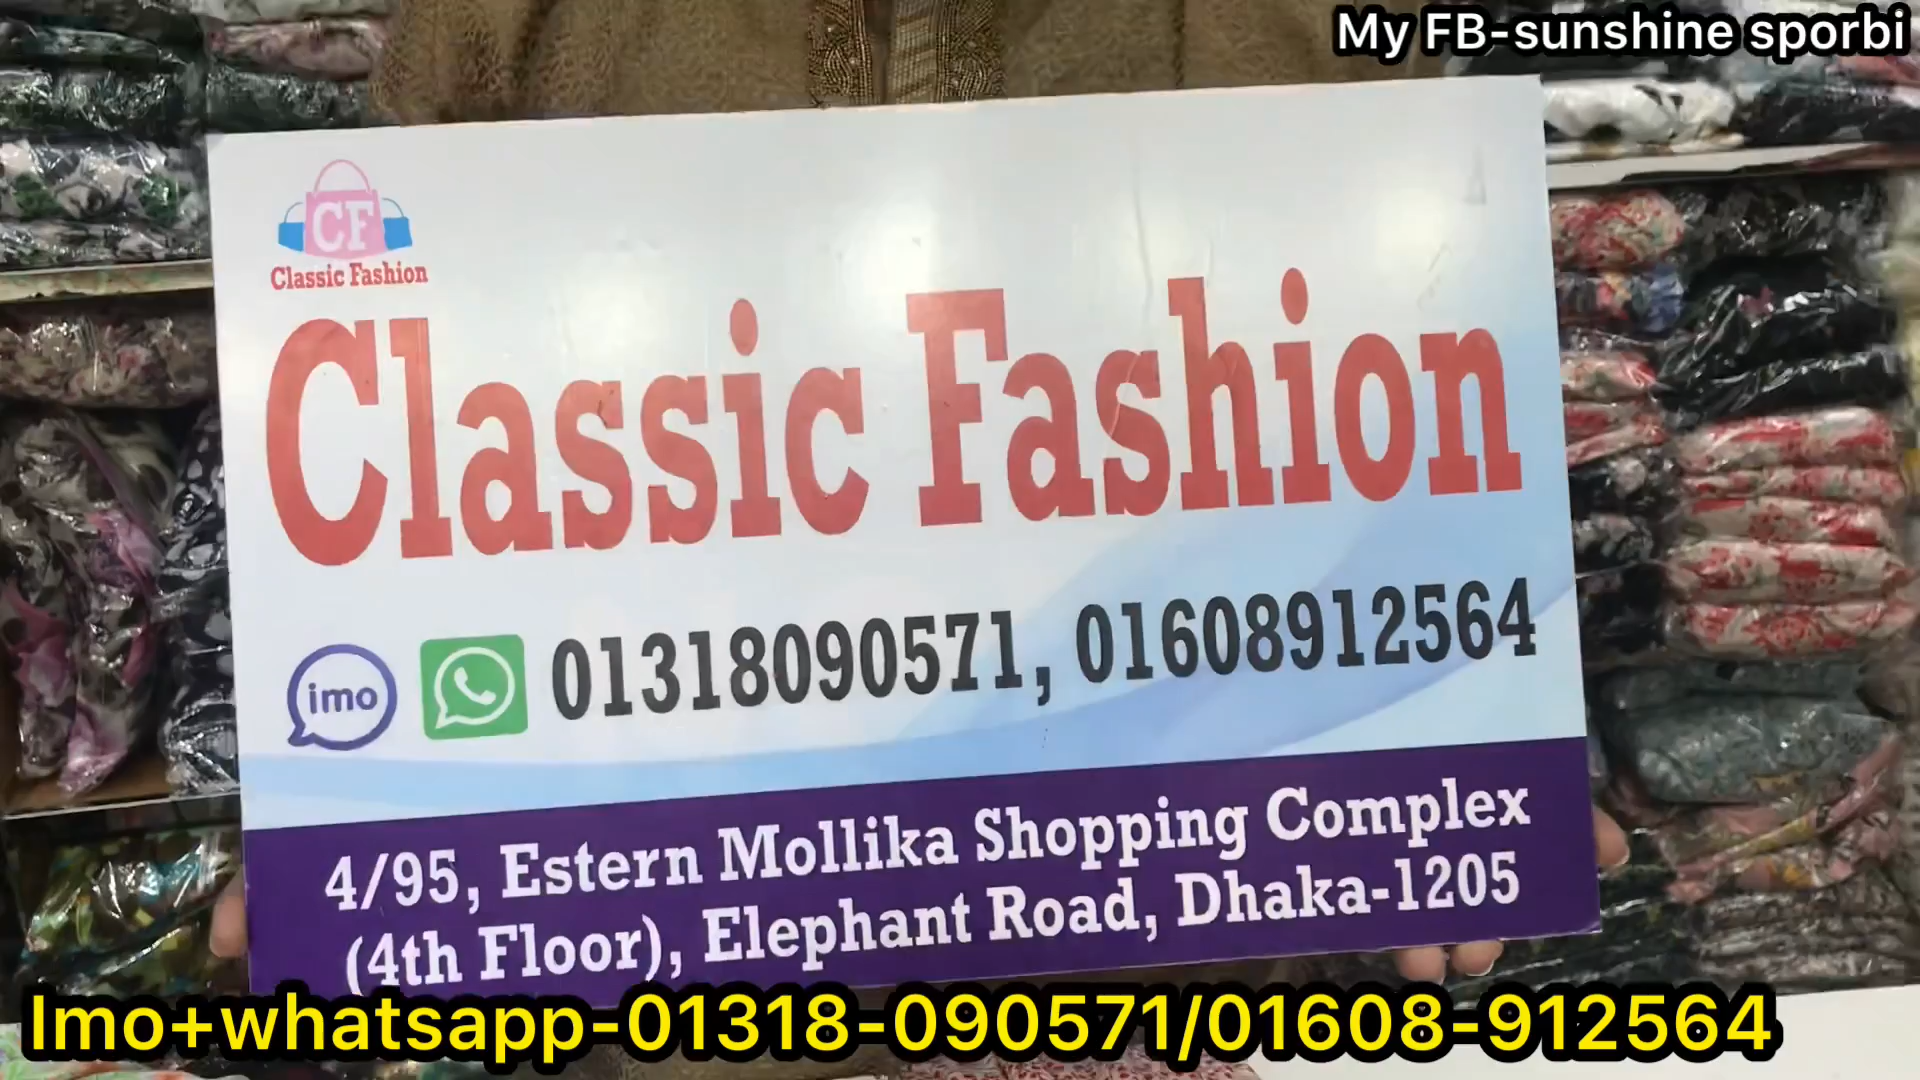 My FB-sunshine sporbi
CF
Classic Fashion
Classic Fashion
imo 01318090571, 01608912564
4/95, Estern Mollika Shopping Complex
(4th Floor), Elephant Road, Dhaka-1205
Imo+whatsapp-01318-090571/01608-912564